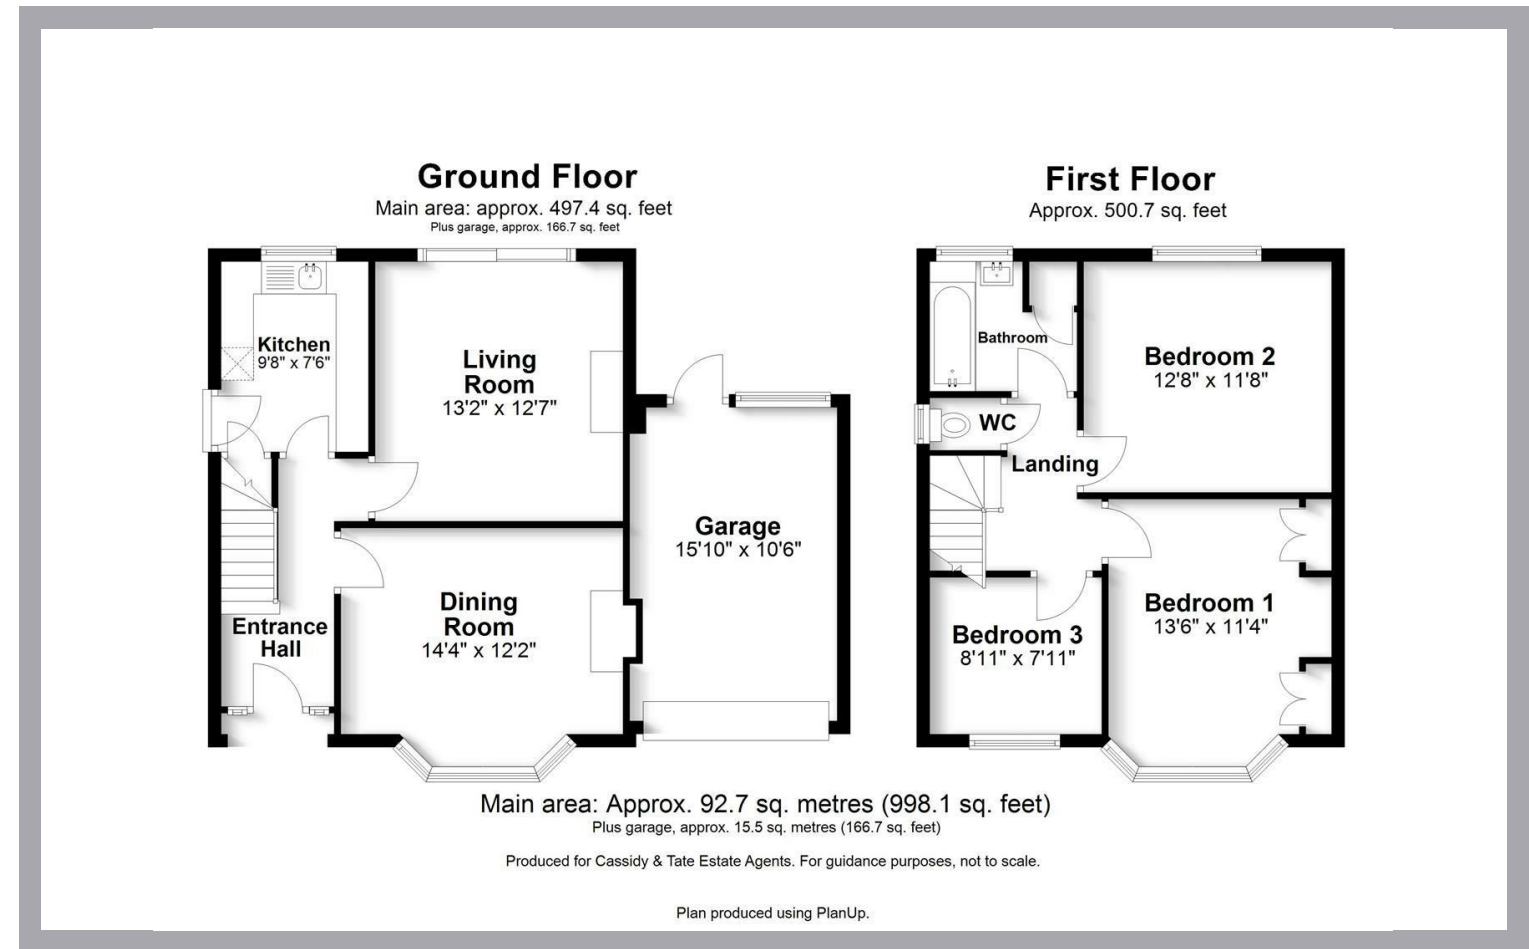 Ground Floor
Main area: approx. 497.4 sq. feet
Plus garage, approx. 166.7 sq. feet
Kitchen
9'8" x 7'6"
Living
Room
13'2" x 12'7"
Garage
15'10" x 10'6"
Dining
Room
14'4" x 12'2"
Entrance
Hall
First Floor
Approx. 500.7 sq. feet
Bathroom
Bedroom 2
12'8" x 11'8"
WC
Landing
Bedroom 1
13'6" x 11'4"
Bedroom 3
8'11" x 7'11"
Main area: Approx. 92.7 sq. metres (998.1 sq. feet)
Plus garage, approx. 15.5 sq. metres (166.7 sq. feet)
Produced for Cassidy & Tate Estate Agents. For guidance purposes, not to scale.
Plan produced using PlanUp.